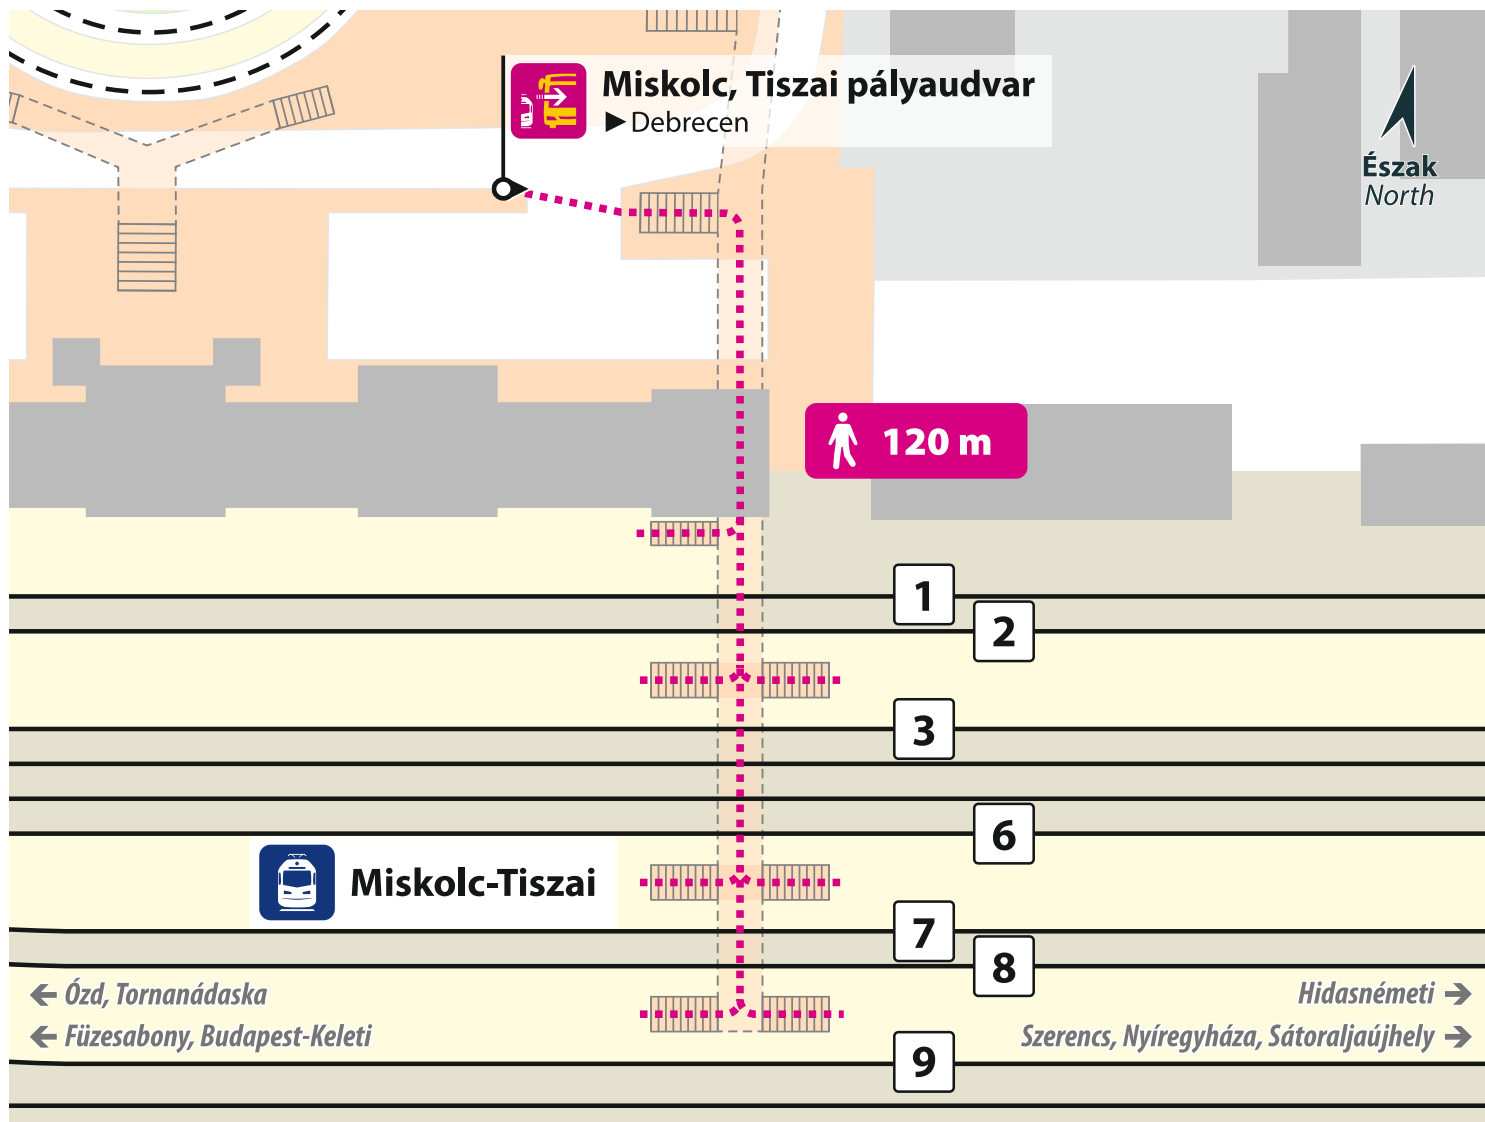 Miskolc, Tiszai pályaudvar
▶ Debrecen
Észak
North
120 m
1
2
3
6
Miskolc-Tiszai
7
8
← Ózd, Tornanádaska
Hidasnémeti →
← Füzesabony, Budapest-Keleti
Szerencs, Nyíregyháza, Sátoraljaújhely →
9